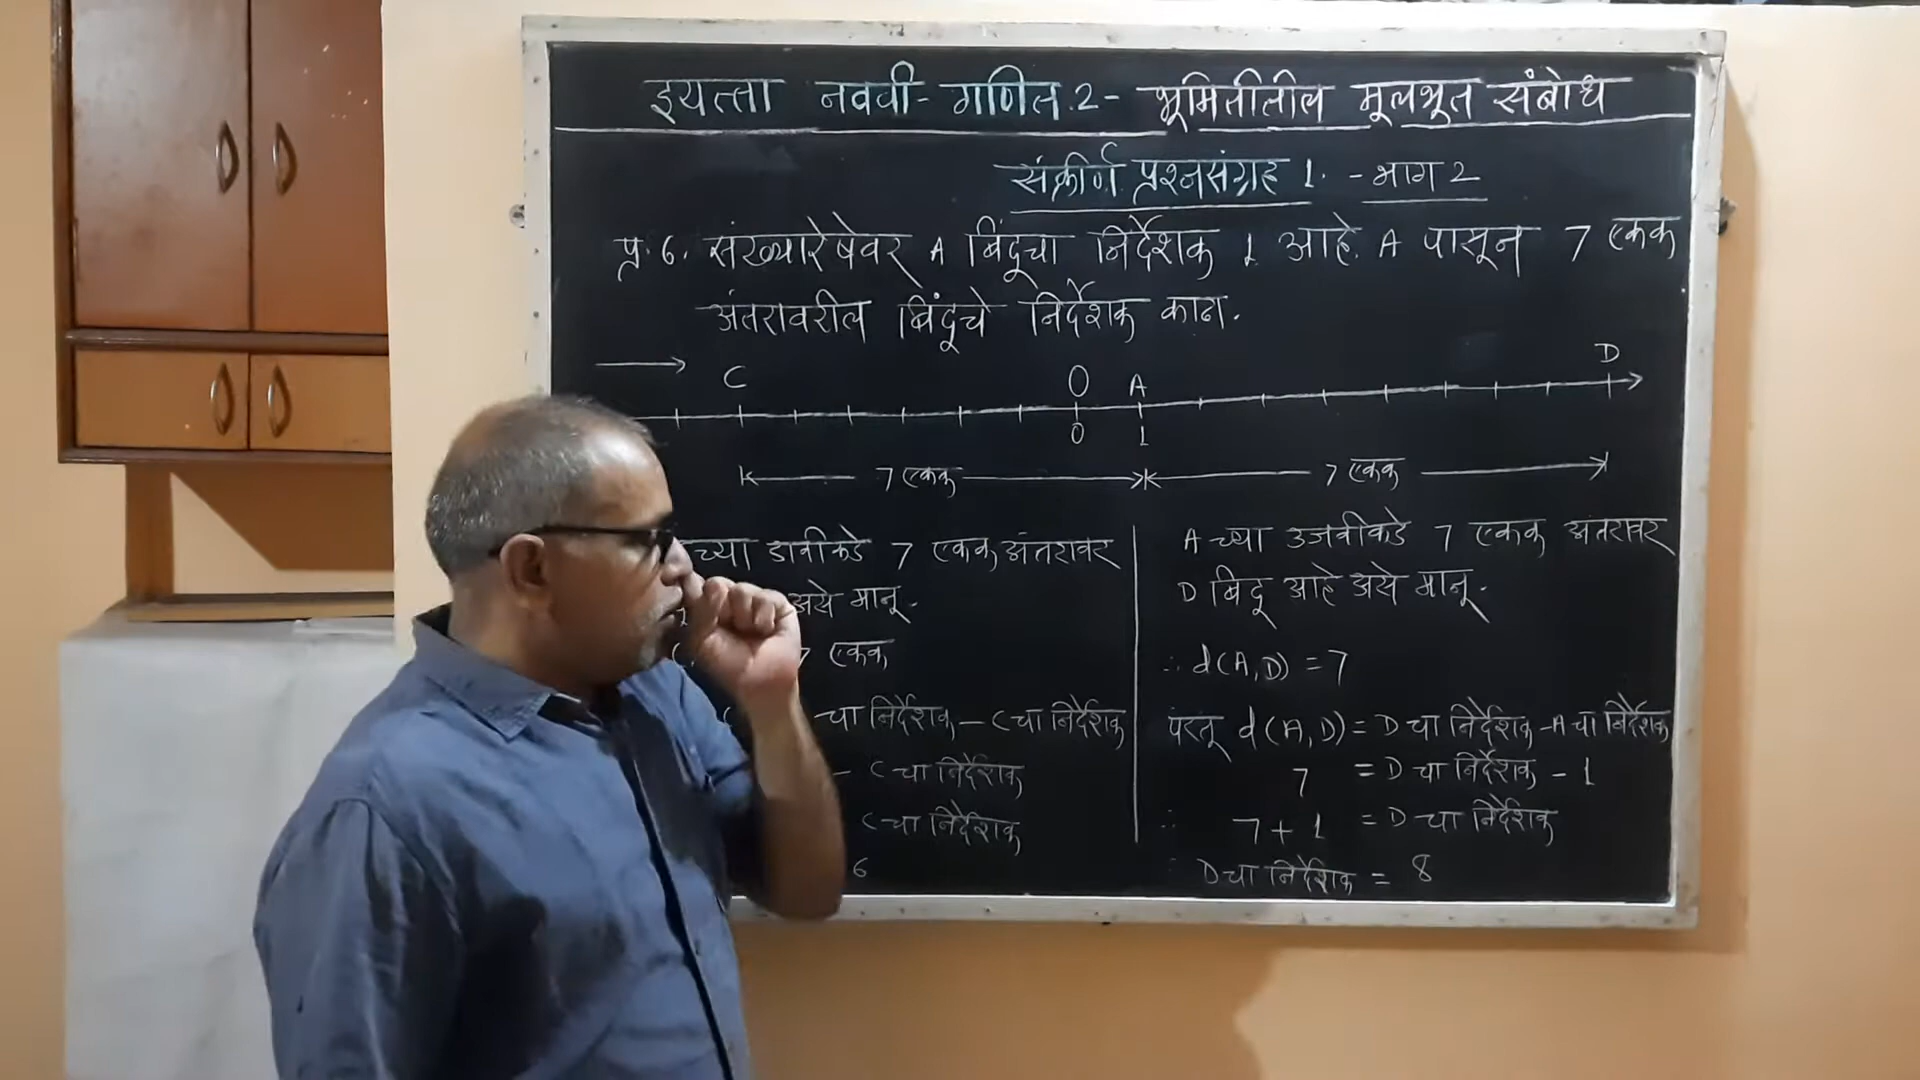 इयत्ता नववी - गणित.2 - भूमितीतील मूलभूत संबोध
संकीर्ण प्रश्नसंग्रह 1. - भाग 2
प्र. 6. संख्यारेषेवर A बिंदूचा निर्देशक 1 आहे. A पासून 7 एकक
अंतरावरील बिंदूचे निर्देशक काढा.
C O A D
0 1
7 एकक 7 एकक
च्या डावीकडे 7 एकक अंतरावर
असे मानू.
7 एकक
चा निर्देशक - C चा निर्देशक
- C चा निर्देशक
C चा निर्देशक
6
A च्या उजवीकडे 7 एकक अंतरावर
D बिंदू आहे असे मानू.
∴ d(A, D) = 7
परंतू d(A, D) = D चा निर्देशक - A चा निर्देशक
7 = D चा निर्देशक - 1
∴ 7 + 1 = D चा निर्देशक
∴ D चा निर्देशक = 8